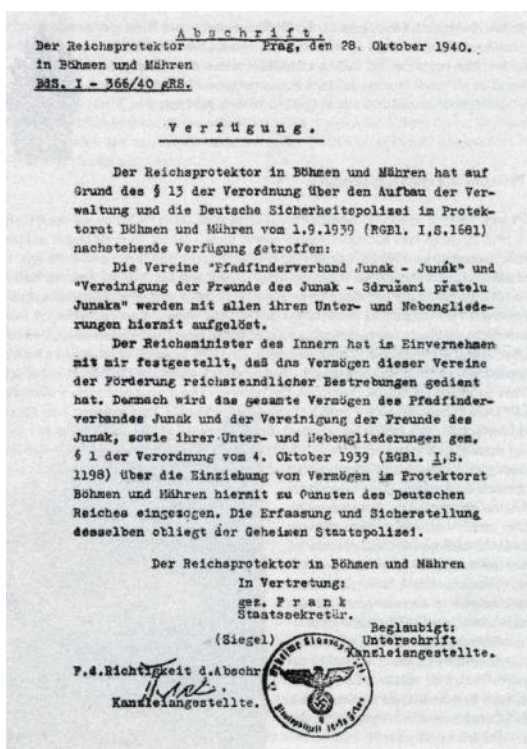 Abschrift.
Der Reichsprotektor Prag, den 28. Oktober 1940.
in Böhmen und Mähren
BdS. I - 366/40 gRS.
Verfügung.
Der Reichsprotektor in Böhmen und Mähren hat auf
Grund des § 13 der Verordnung über den Aufbau der Ver-
waltung und die Deutsche Sicherheitspolizei im Protek-
torat Böhmen und Mähren vom 1.9.1939 (RGBl. I,S.1681)
nachstehende Verfügung getroffen:
Die Vereine "Pfadfinderverband Junak - Junák" und
"Vereinigung der Freunde des Junak - Sdruženi přatelu
Junaka" werden mit allen ihren Unter- und Nebengliede-
rungen hiermit aufgelöst.
Der Reichsminister des Innern hat im Einvernehmen
mit mir festgestellt, daß das Vermögen dieser Vereine
der Förderung reichsfeindlicher Bestrebungen gedient
hat. Demnach wird das gesamte Vermögen des Pfadfinder-
verbandes Junak und der Vereinigung der Freunde des
Junak, sowie ihrer Unter- und Nebengliederungen gem.
§ 1 der Verordnung vom 4. Oktober 1939 (RGBl. I,S.
1198) über die Einziehung von Vermögen im Protektorat
Böhmen und Mähren hiermit zu Gunsten des Deutschen
Reiches eingezogen. Die Erfassung und Sicherstellung
desselben obliegt der Geheimen Staatspolizei.
Der Reichsprotektor in Böhmen und Mähren
In Vertretung:
gez. Frank
Staatssekretär.
Beglaubigt:
(Siegel) Unterschrift
Kanzleiangestellte.
F.d.Richtigkeit d.Abschr
Kanzleiangestellte.